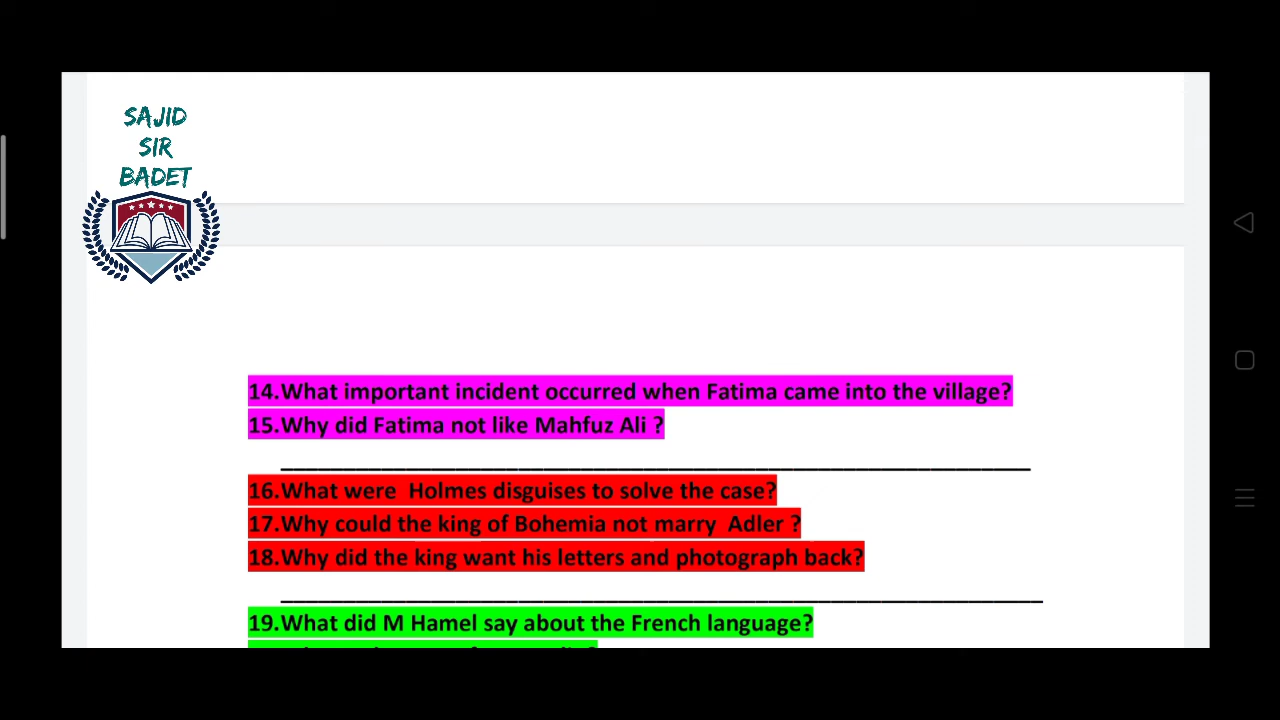 SAJID
SIR
BADET
14.What important incident occurred when Fatima came into the village?
15.Why did Fatima not like Mahfuz Ali ?
16.What were Holmes disguises to solve the case?
17.Why could the king of Bohemia not marry Adler ?
18.Why did the king want his letters and photograph back?
19.What did M Hamel say about the French language?